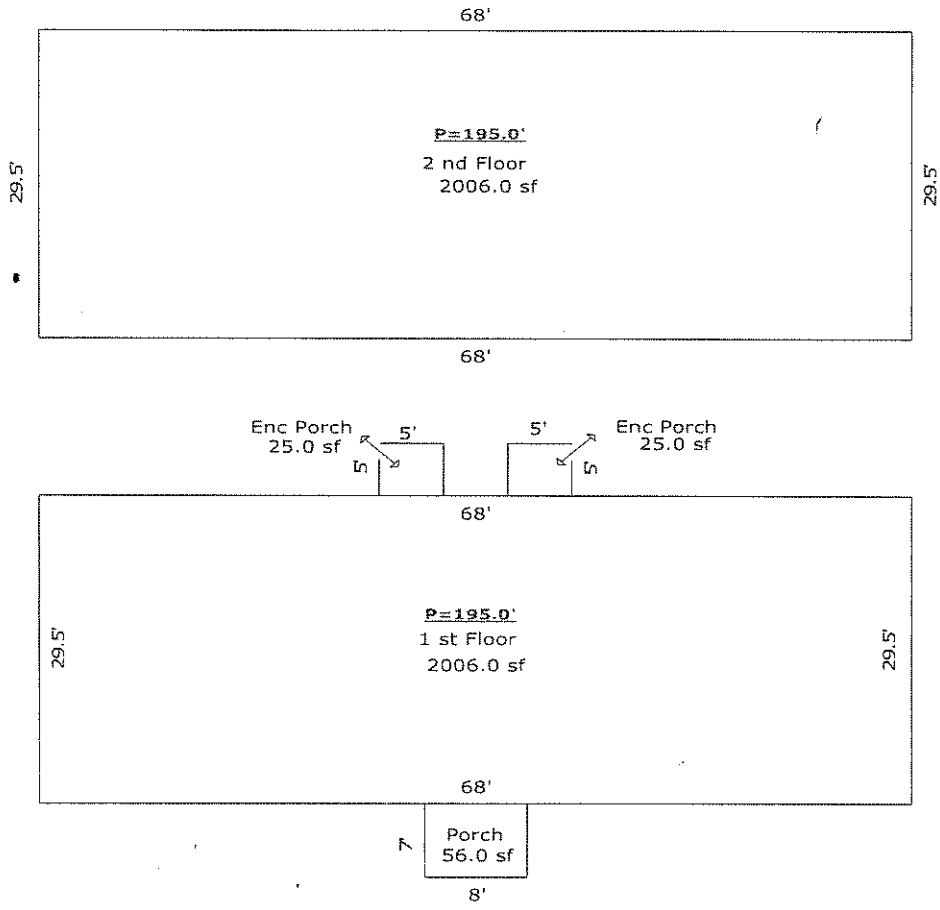 68'
P=195.0'
2 nd Floor
2006.0 sf
29.5'
29.5'
68'
Enc Porch
25.0 sf
5'
5'
5'
Enc Porch
25.0 sf
5'
68'
P=195.0'
1 st Floor
2006.0 sf
29.5'
29.5'
68'
Porch
56.0 sf
7'
8'